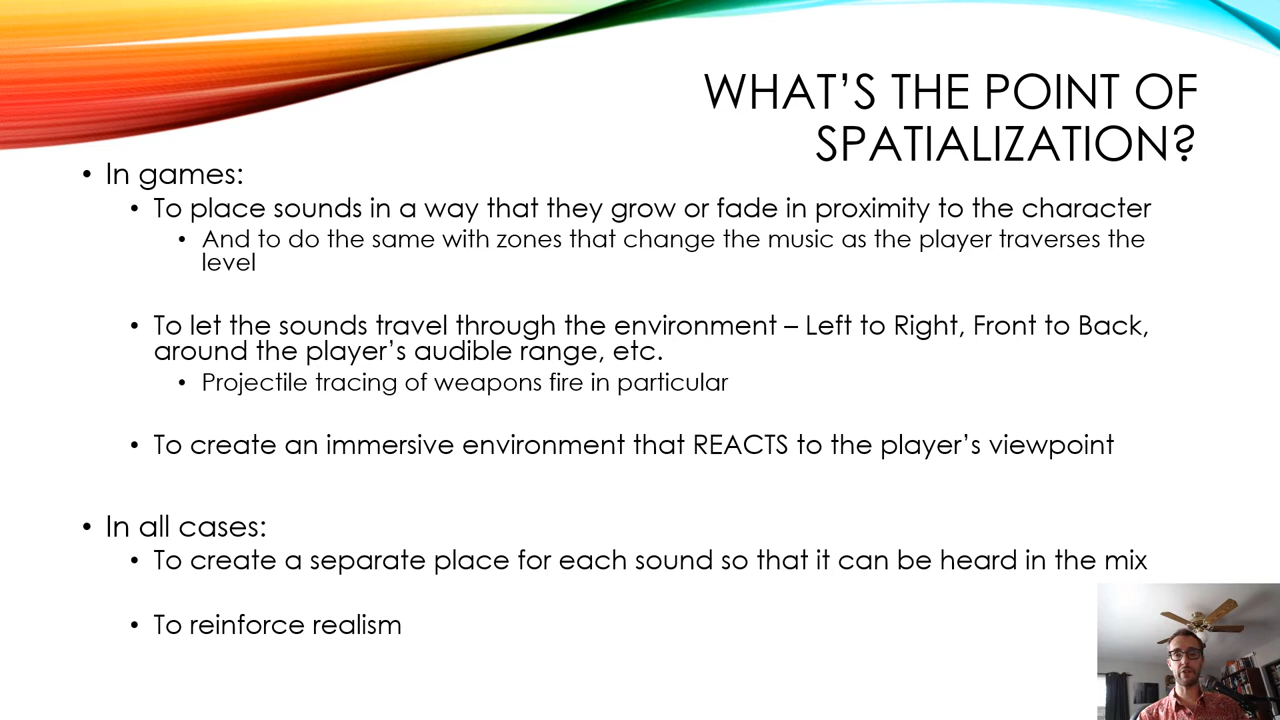 WHAT'S THE POINT OF
SPATIALIZATION?
• In games:
• To place sounds in a way that they grow or fade in proximity to the character
• And to do the same with zones that change the music as the player traverses the
level
• To let the sounds travel through the environment – Left to Right, Front to Back,
around the player's audible range, etc.
• Projectile tracing of weapons fire in particular
• To create an immersive environment that REACTS to the player's viewpoint
• In all cases:
• To create a separate place for each sound so that it can be heard in the mix
• To reinforce realism